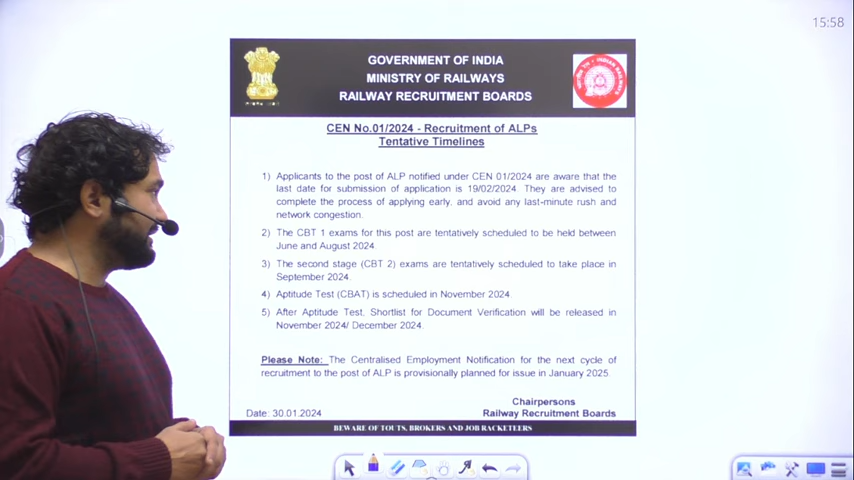 15:58
GOVERNMENT OF INDIA
MINISTRY OF RAILWAYS
RAILWAY RECRUITMENT BOARDS
CEN No.01/2024 - Recruitment of ALPs
Tentative Timelines
1) Applicants to the post of ALP notified under CEN 01/2024 are aware that the
last date for submission of application is 19/02/2024. They are advised to
complete the process of applying early, and avoid any last-minute rush and
network congestion.
2) The CBT 1 exams for this post are tentatively scheduled to be held between
June and August 2024.
3) The second stage (CBT 2) exams are tentatively scheduled to take place in
September 2024.
4) Aptitude Test (CBAT) is scheduled in November 2024.
5) After Aptitude Test, Shortlist for Document Verification will be released in
November 2024/ December 2024.
Please Note: The Centralised Employment Notification for the next cycle of
recruitment to the post of ALP is provisionally planned for issue in January 2025.
Chairpersons
Date: 30.01.2024 Railway Recruitment Boards
BEWARE OF TOUTS, BROKERS AND JOB RACKETEERS